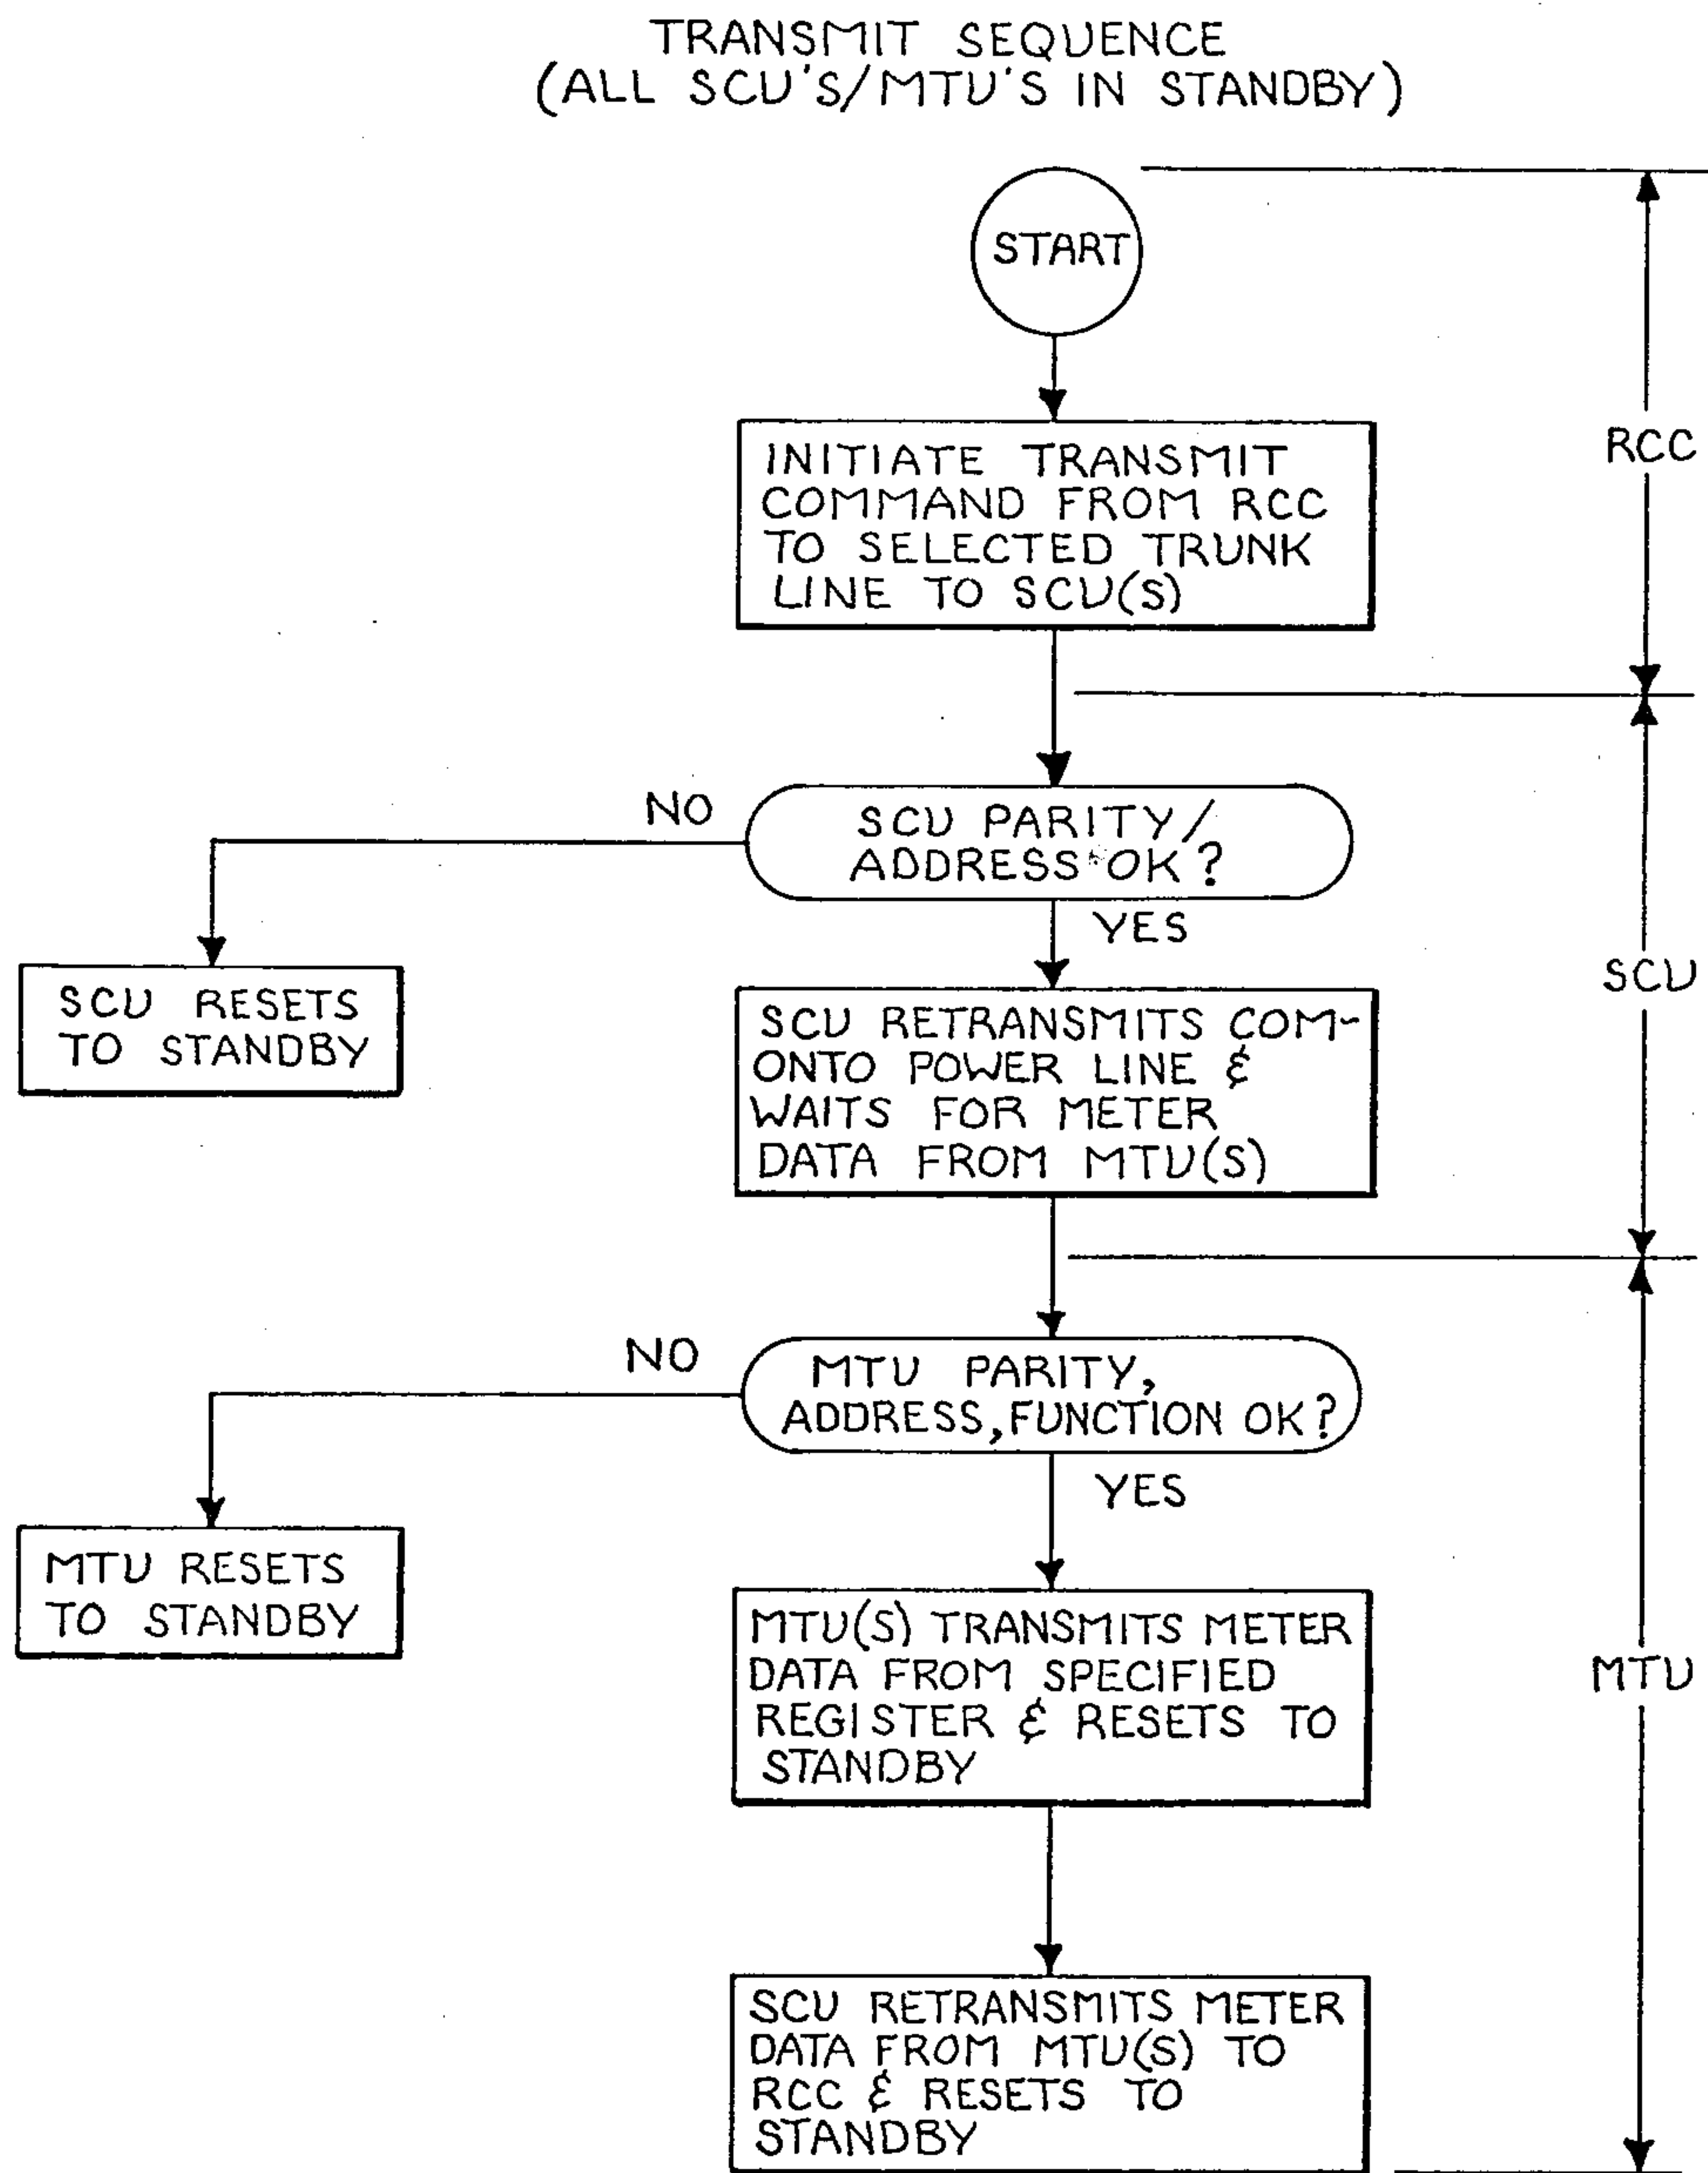 TRANSMIT SEQUENCE
(ALL SCU'S/MTU'S IN STANDBY)
START
INITIATE TRANSMIT
COMMAND FROM RCC
TO SELECTED TRUNK
LINE TO SCU(S)
RCC
NO
SCU PARITY/
ADDRESS OK?
YES
SCU RESETS
TO STANDBY
SCU
SCU RETRANSMITS COM-
ONTO POWER LINE &
WAITS FOR METER
DATA FROM MTU(S)
NO
MTU PARITY,
ADDRESS, FUNCTION OK?
YES
MTU RESETS
TO STANDBY
MTU(S) TRANSMITS METER
DATA FROM SPECIFIED
REGISTER & RESETS TO
STANDBY
MTU
SCU RETRANSMITS METER
DATA FROM MTU(S) TO
RCC & RESETS TO
STANDBY